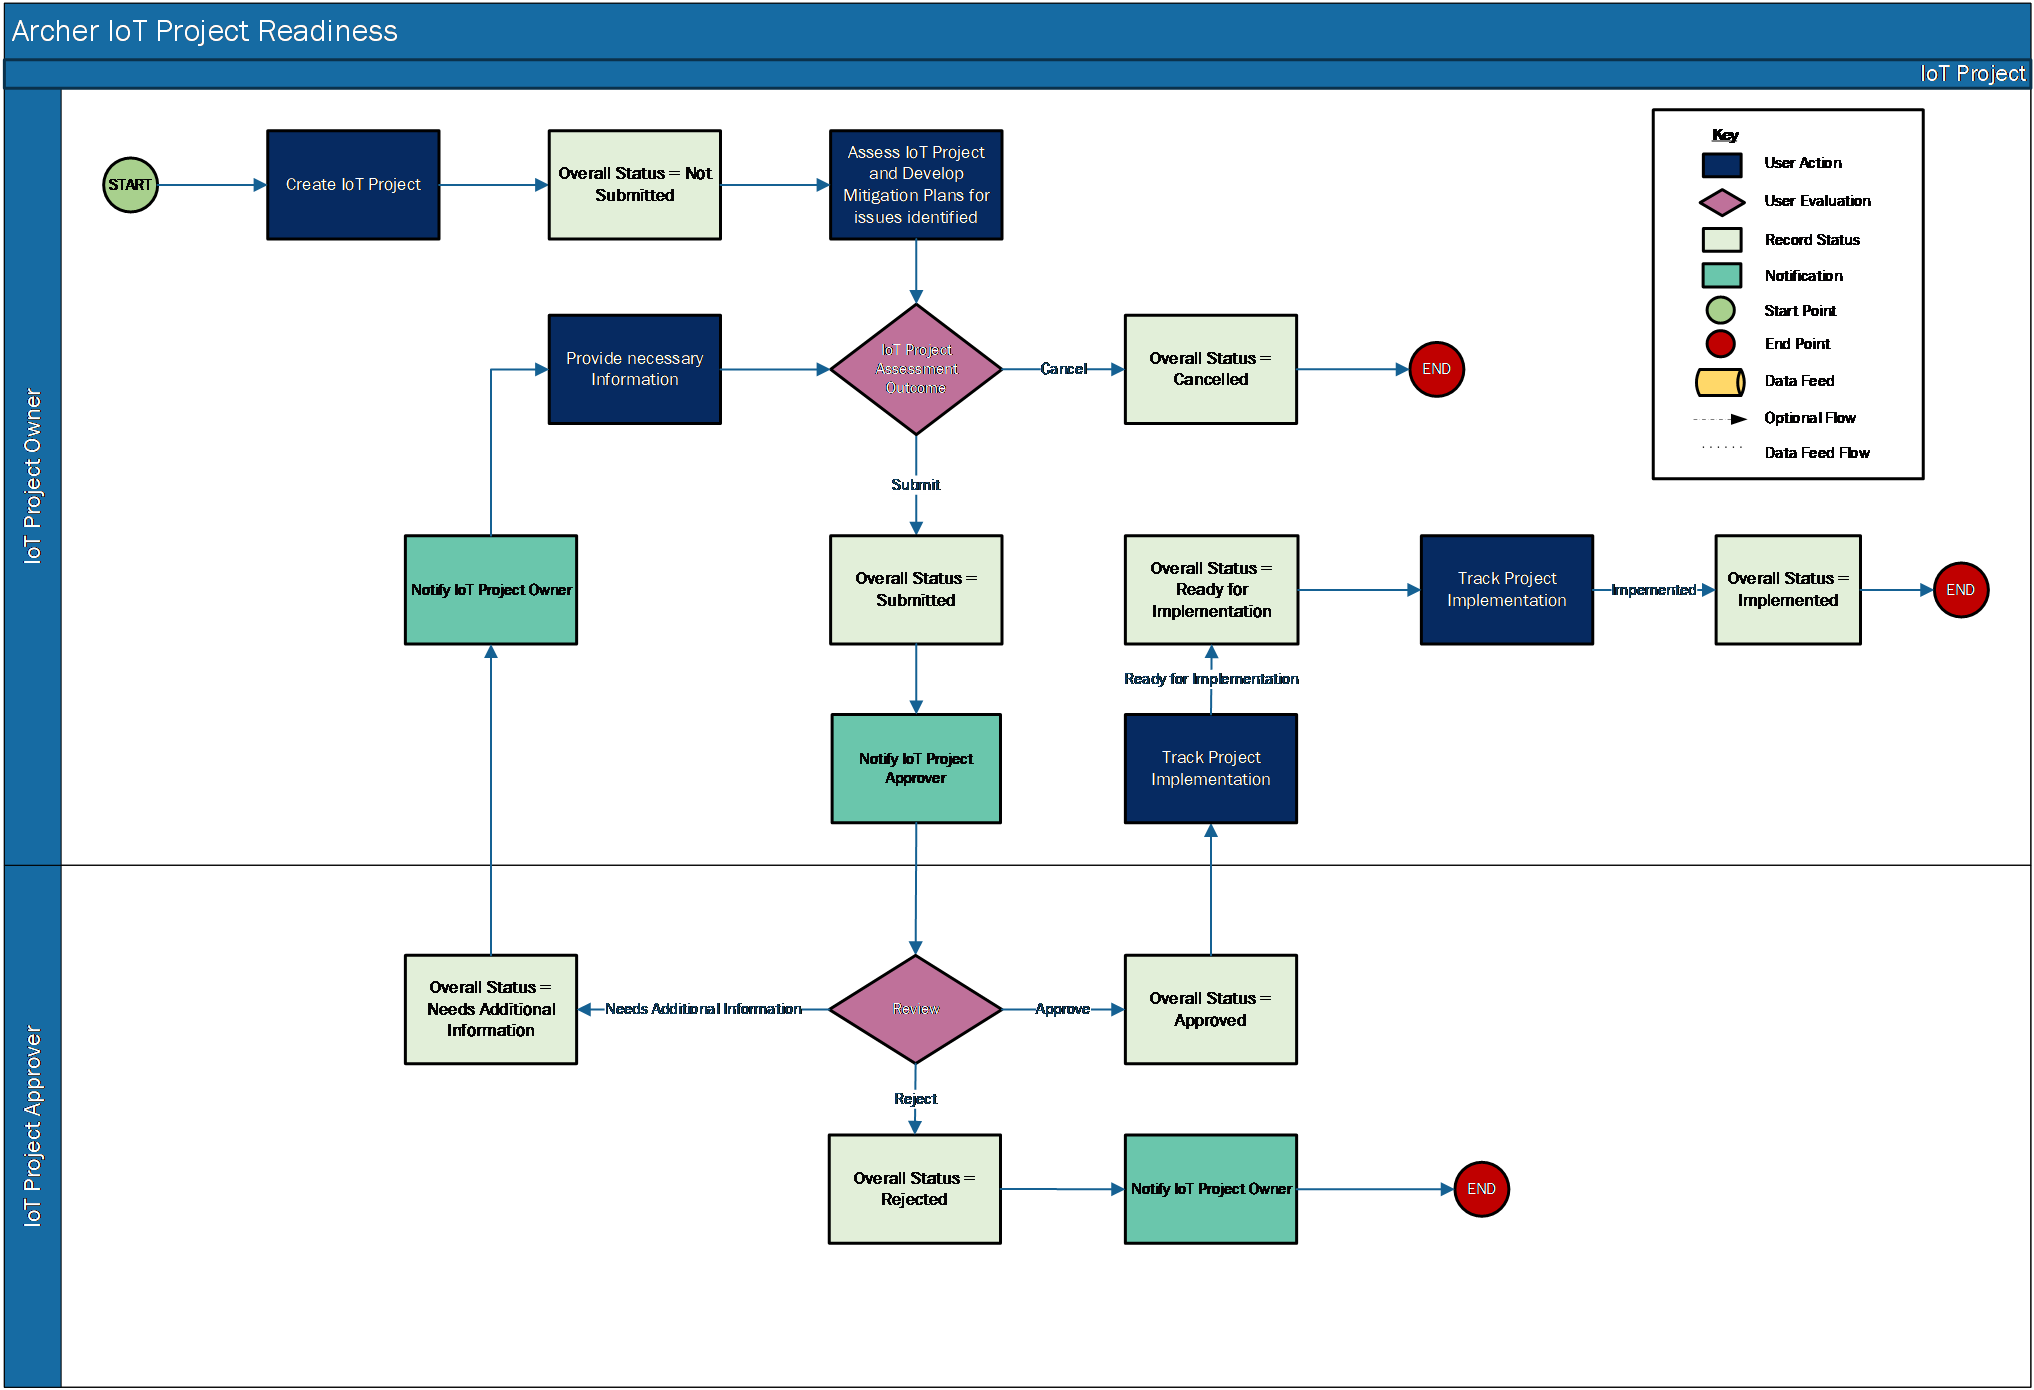 Archer IoT Project Readiness
IoT Project
IoT Project Owner
START
Create IoT Project
Overall Status = Not
Submitted
Assess IoT Project
and Develop
Mitigation Plans for
issues identified
Key
User Action
User Evaluation
Record Status
Notification
Start Point
End Point
Data Feed
Optional Flow
Data Feed Flow
Provide necessary
Information
IoT Project
Assessment
Outcome
Cancel
Overall Status =
Cancelled
END
Submit
Notify IoT Project Owner
Overall Status =
Submitted
Overall Status =
Ready for
Implementation
Track Project
Implementation
Impemented
Overall Status =
Implemented
END
Ready for Implementation
Notify IoT Project
Approver
Track Project
Implementation
IoT Project Approver
Overall Status =
Needs Additional
Information
Needs Additional Information
Review
Approve
Overall Status =
Approved
Reject
Overall Status =
Rejected
Notify IoT Project Owner
END